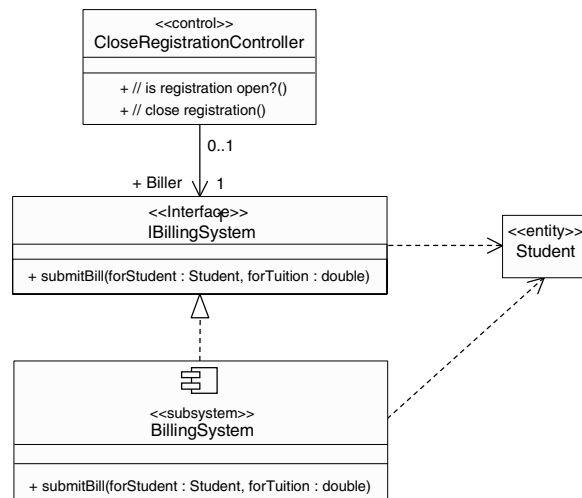 <<control>>
CloseRegistrationController
+ // is registration open?()
+ // close registration()
0..1
+ Biller
1
<<Interface>>
IBillingSystem
+ submitBill(forStudent : Student, forTuition : double)
<<entity>>
Student
<<subsystem>>
BillingSystem
+ submitBill(forStudent : Student, forTuition : double)